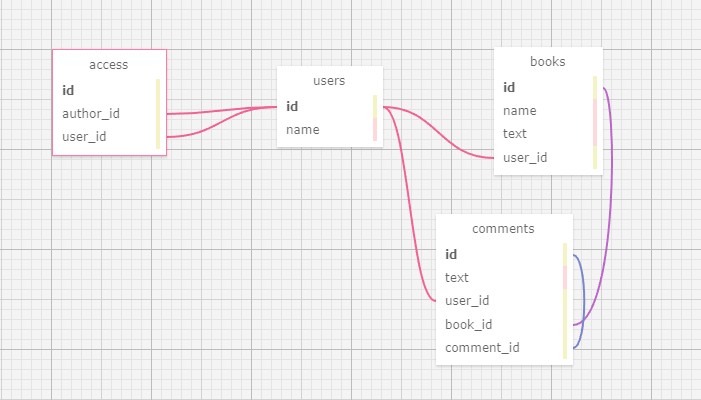 access
id
author_id
user_id
users
id
name
books
id
name
text
user_id
comments
id
text
user_id
book_id
comment_id